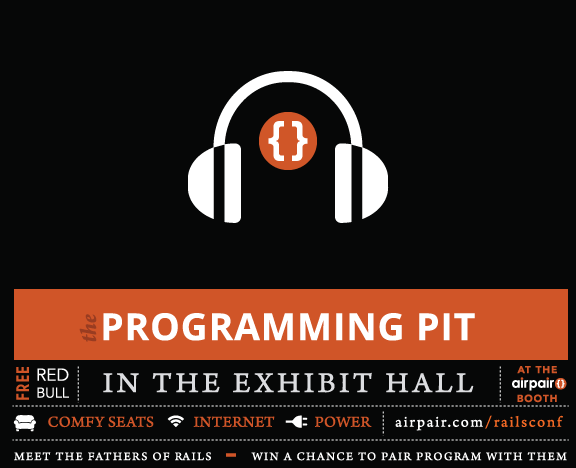 {}
the PROGRAMMING PIT
FREE RED BULL
IN THE EXHIBIT HALL
AT THE
airpair{}
BOOTH
COMFY SEATS INTERNET POWER airpair.com/railsconf
MEET THE FATHERS OF RAILS – WIN A CHANCE TO PAIR PROGRAM WITH THEM